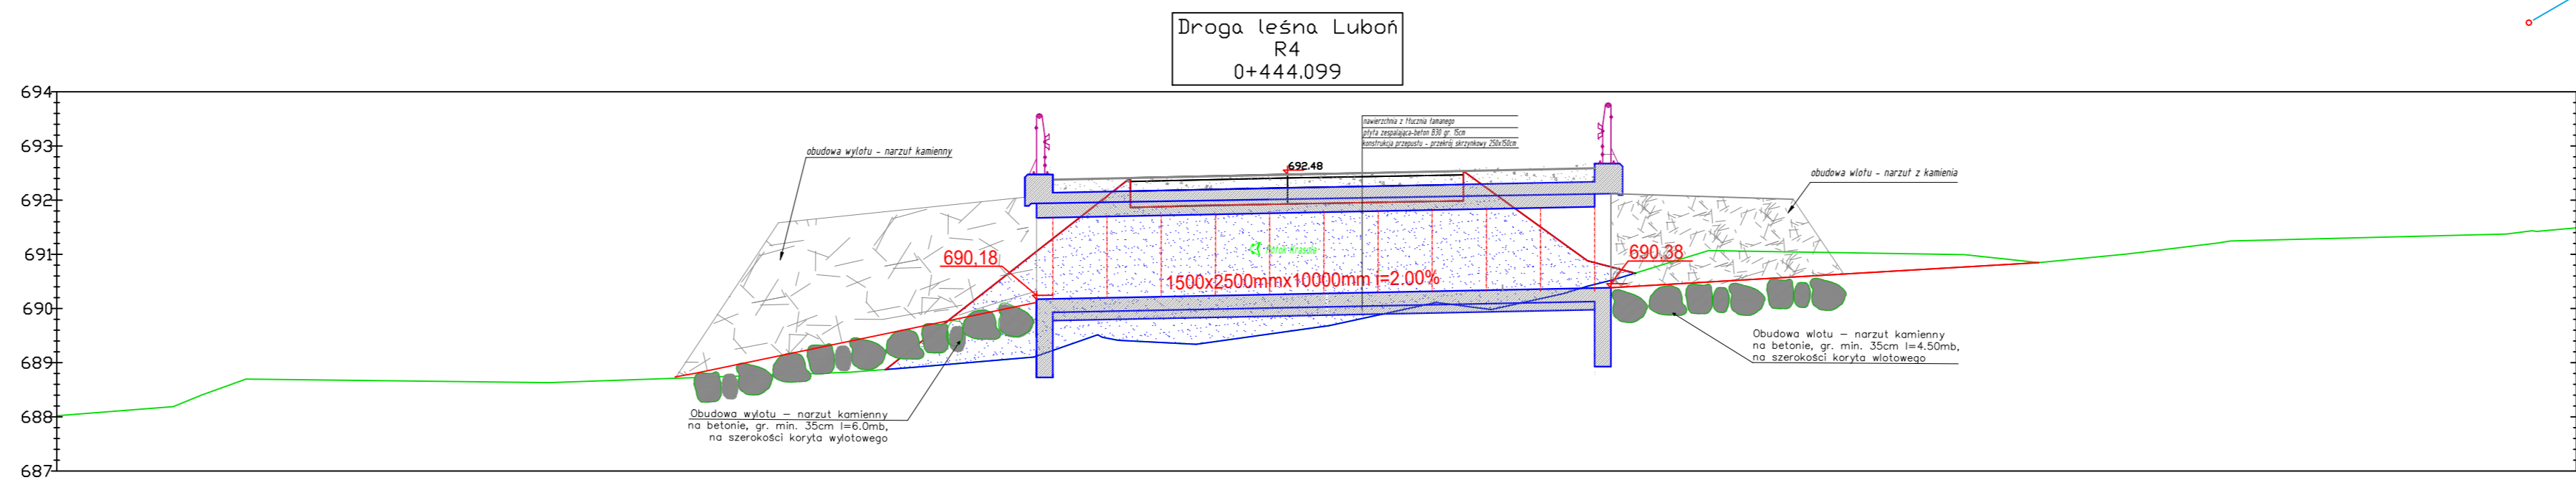 Droga leśna Luboń
R4
0+444.099
694
693
692
691
690
689
688
687
obudowa wylotu - narzut kamienny
nawierzchnia z tłucznia łamanego
płyta zespalająca-beton B30 gr. 15cm
konstrukcja przepustu - przekrój skrzynkowy 250x150cm
692.48
obudowa wlotu - narzut z kamienia
690,18
690.38
1500x2500mmx10000mm i=2.00%
Obudowa wylotu – narzut kamienny
na betonie, gr. min. 35cm l=6.0mb,
na szerokości koryta wylotowego
Obudowa wlotu – narzut kamienny
na betonie, gr. min. 35cm l=4.50mb,
na szerokości koryta wlotowego